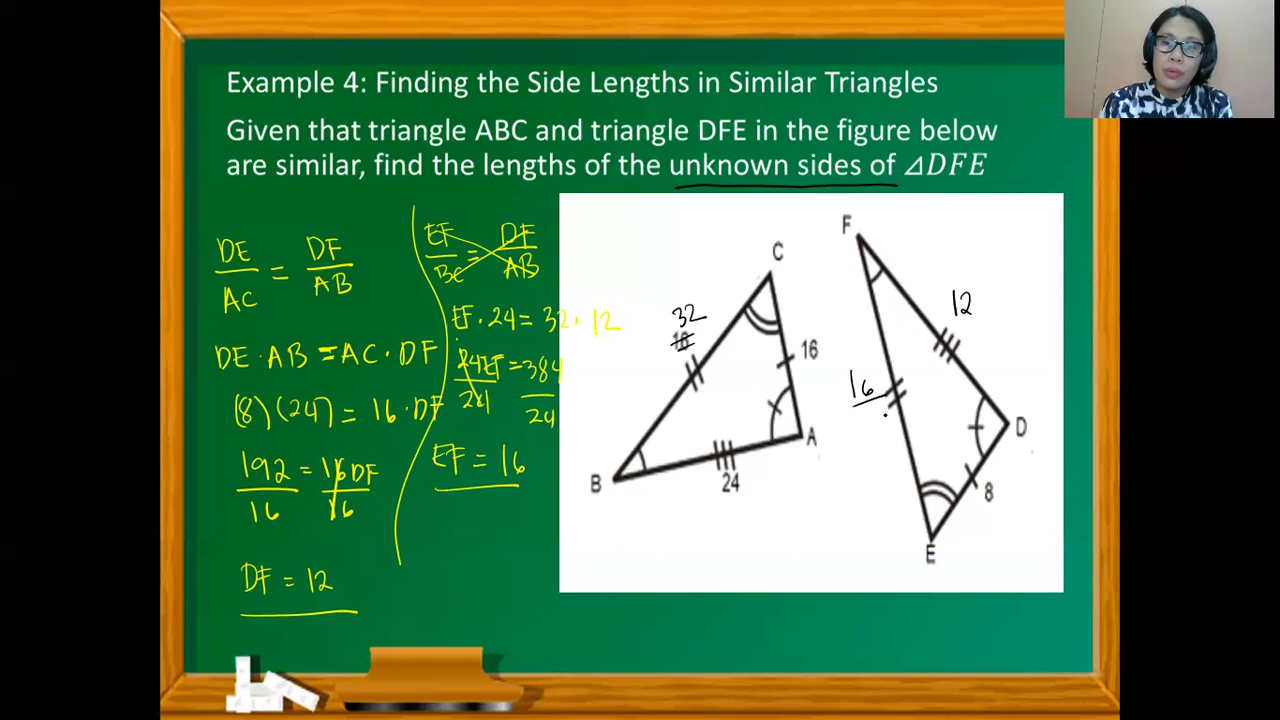 Example 4: Finding the Side Lengths in Similar Triangles
Given that triangle ABC and triangle DFE in the figure below
are similar, find the lengths of the unknown sides of ⊿DFE
DE/AC = DF/AB
DE · AB = AC · DF
(8)(24) = 16 · DF
192/16 = 16DF/16
DF = 12
EF/BC = DF/AB
EF · 24 = 32 · 12
24EF/24 = 384/24
EF = 16
C
32
16
A
B
24
F
12
16
D
8
E